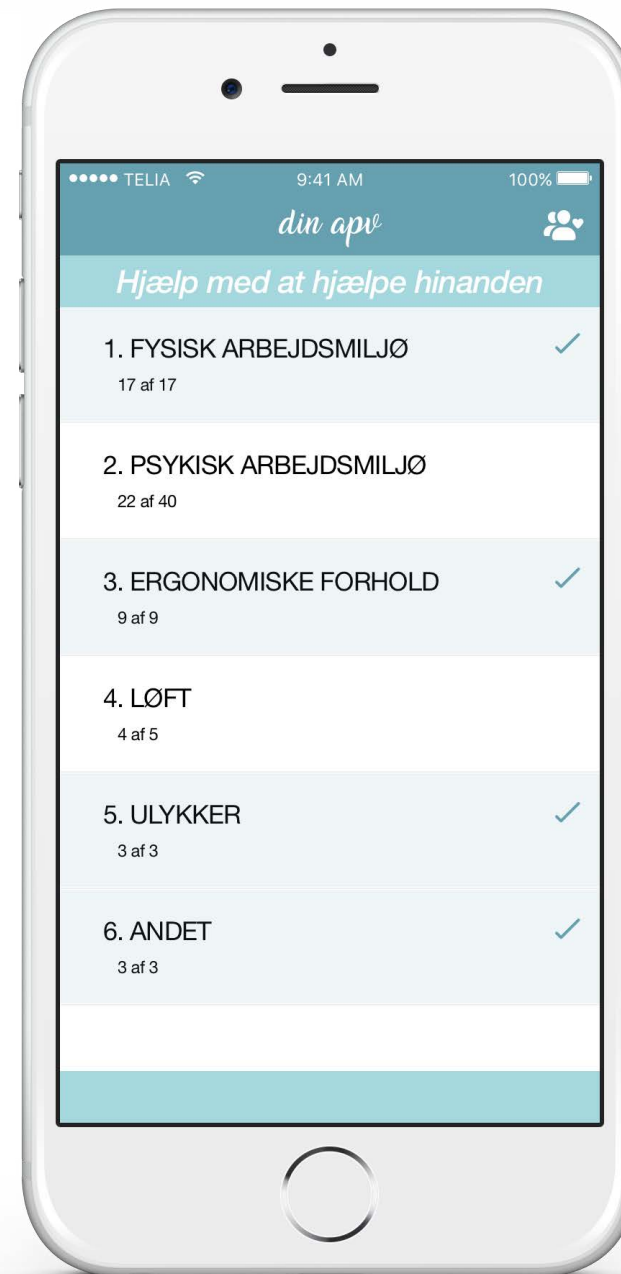 TELIA 9:41 AM 100%
din apv
Hjælp med at hjælpe hinanden
1. FYSISK ARBEJDSMILJØ
17 af 17
2. PSYKISK ARBEJDSMILJØ
22 af 40
3. ERGONOMISKE FORHOLD
9 af 9
4. LØFT
4 af 5
5. ULYKKER
3 af 3
6. ANDET
3 af 3